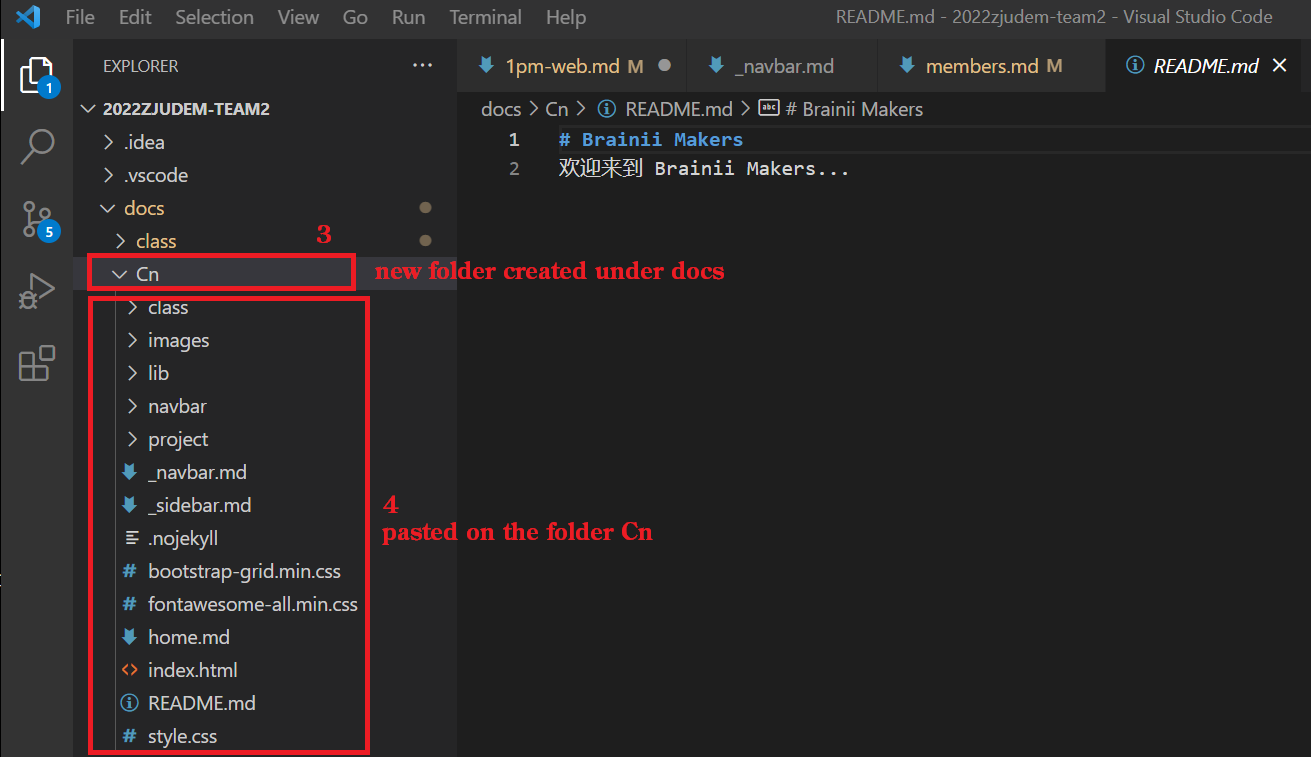 File Edit Selection View Go Run Terminal Help README.md - 2022zjudem-team2 - Visual Studio Code
EXPLORER ...
1pm-web.md M _navbar.md members.md M README.md
1
2022ZJUDEM-TEAM2
docs > Cn > README.md > # Brainii Makers
.idea
1 # Brainii Makers
.vscode
2 欢迎来到 Brainii Makers...
docs
5
class
3
Cn
new folder created under docs
class
images
lib
navbar
project
_navbar.md
_sidebar.md
4
pasted on the folder Cn
.nojekyll
# bootstrap-grid.min.css
# fontawesome-all.min.css
home.md
<> index.html
README.md
# style.css